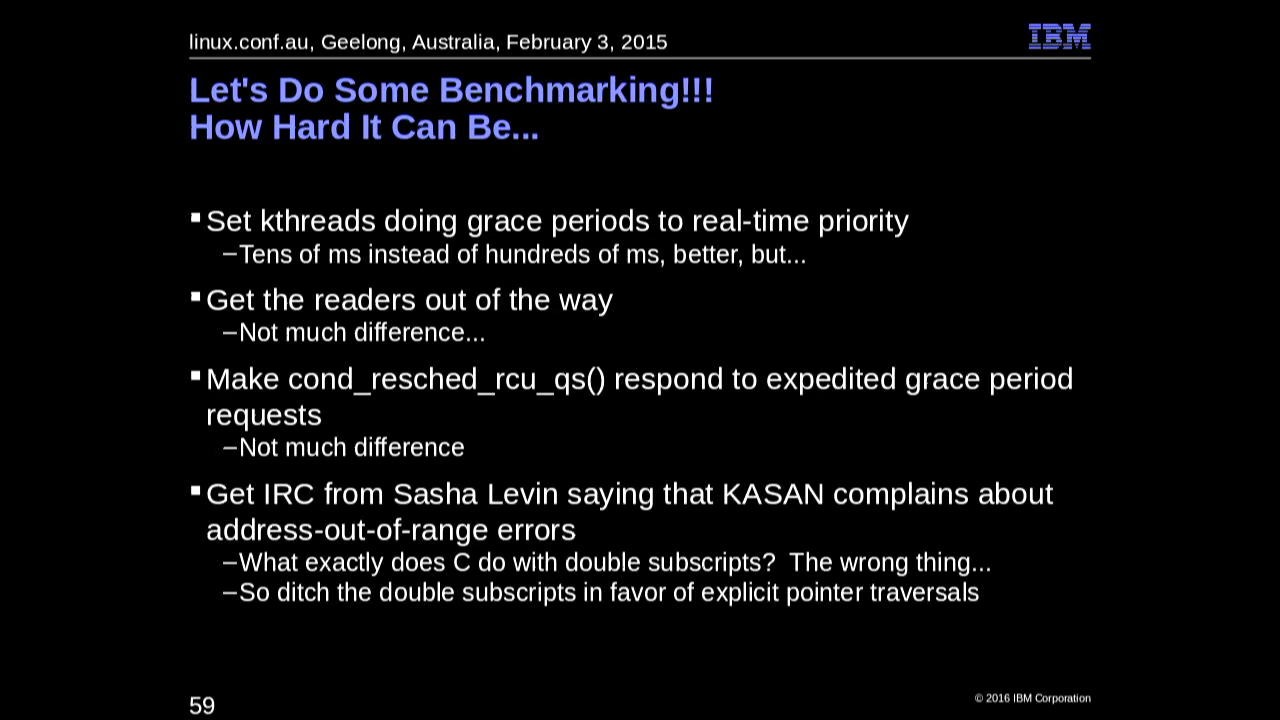 linux.conf.au, Geelong, Australia, February 3, 2015
IBM
Let's Do Some Benchmarking!!!
How Hard It Can Be...
▪Set kthreads doing grace periods to real-time priority
–Tens of ms instead of hundreds of ms, better, but...
▪Get the readers out of the way
–Not much difference...
▪Make cond_resched_rcu_qs() respond to expedited grace period
requests
–Not much difference
▪Get IRC from Sasha Levin saying that KASAN complains about
address-out-of-range errors
–What exactly does C do with double subscripts?  The wrong thing...
–So ditch the double subscripts in favor of explicit pointer traversals
59
© 2016 IBM Corporation